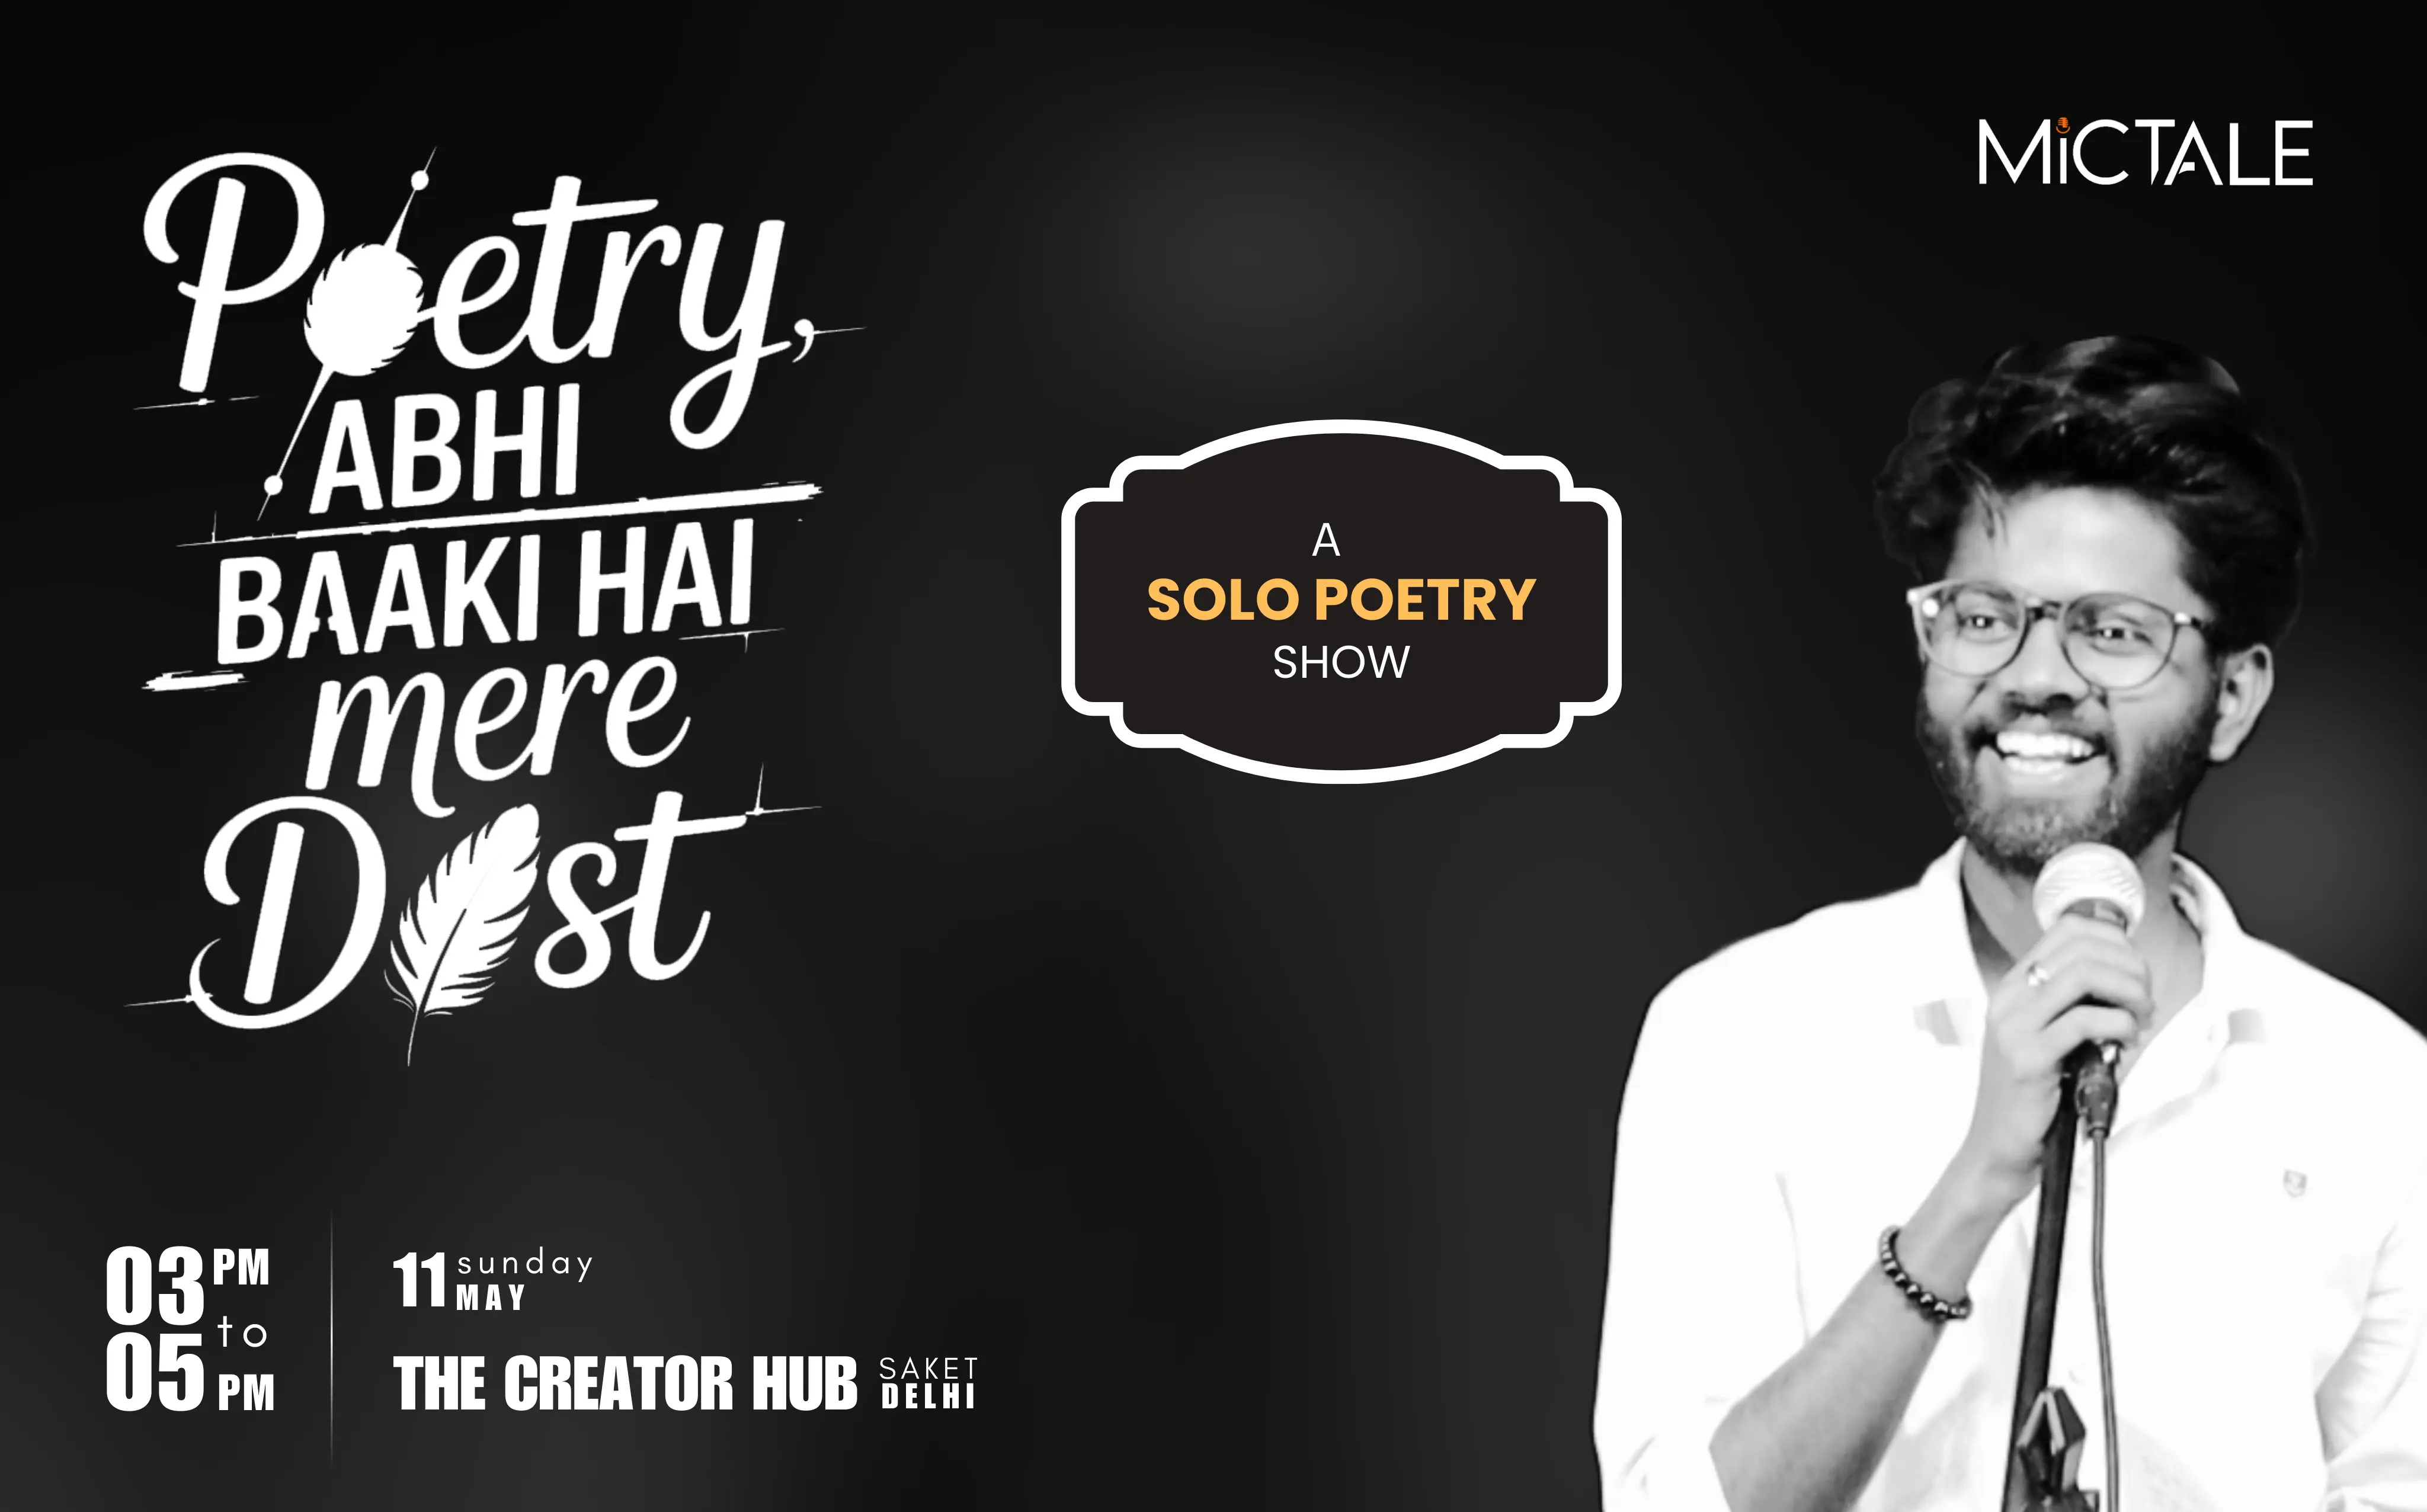 MiCTALE
Poetry,
ABHI
BAAKI HAI
mere
Dost
A
SOLO POETRY
SHOW
03 PM
to
05 PM
11 sunday
MAY
THE CREATOR HUB SAKET
DELHI